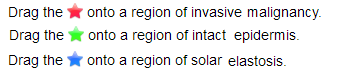 Drag the ★ onto a region of invasive malignancy.
Drag the ★ onto a region of intact epidermis.
Drag the ★ onto a region of solar elastosis.